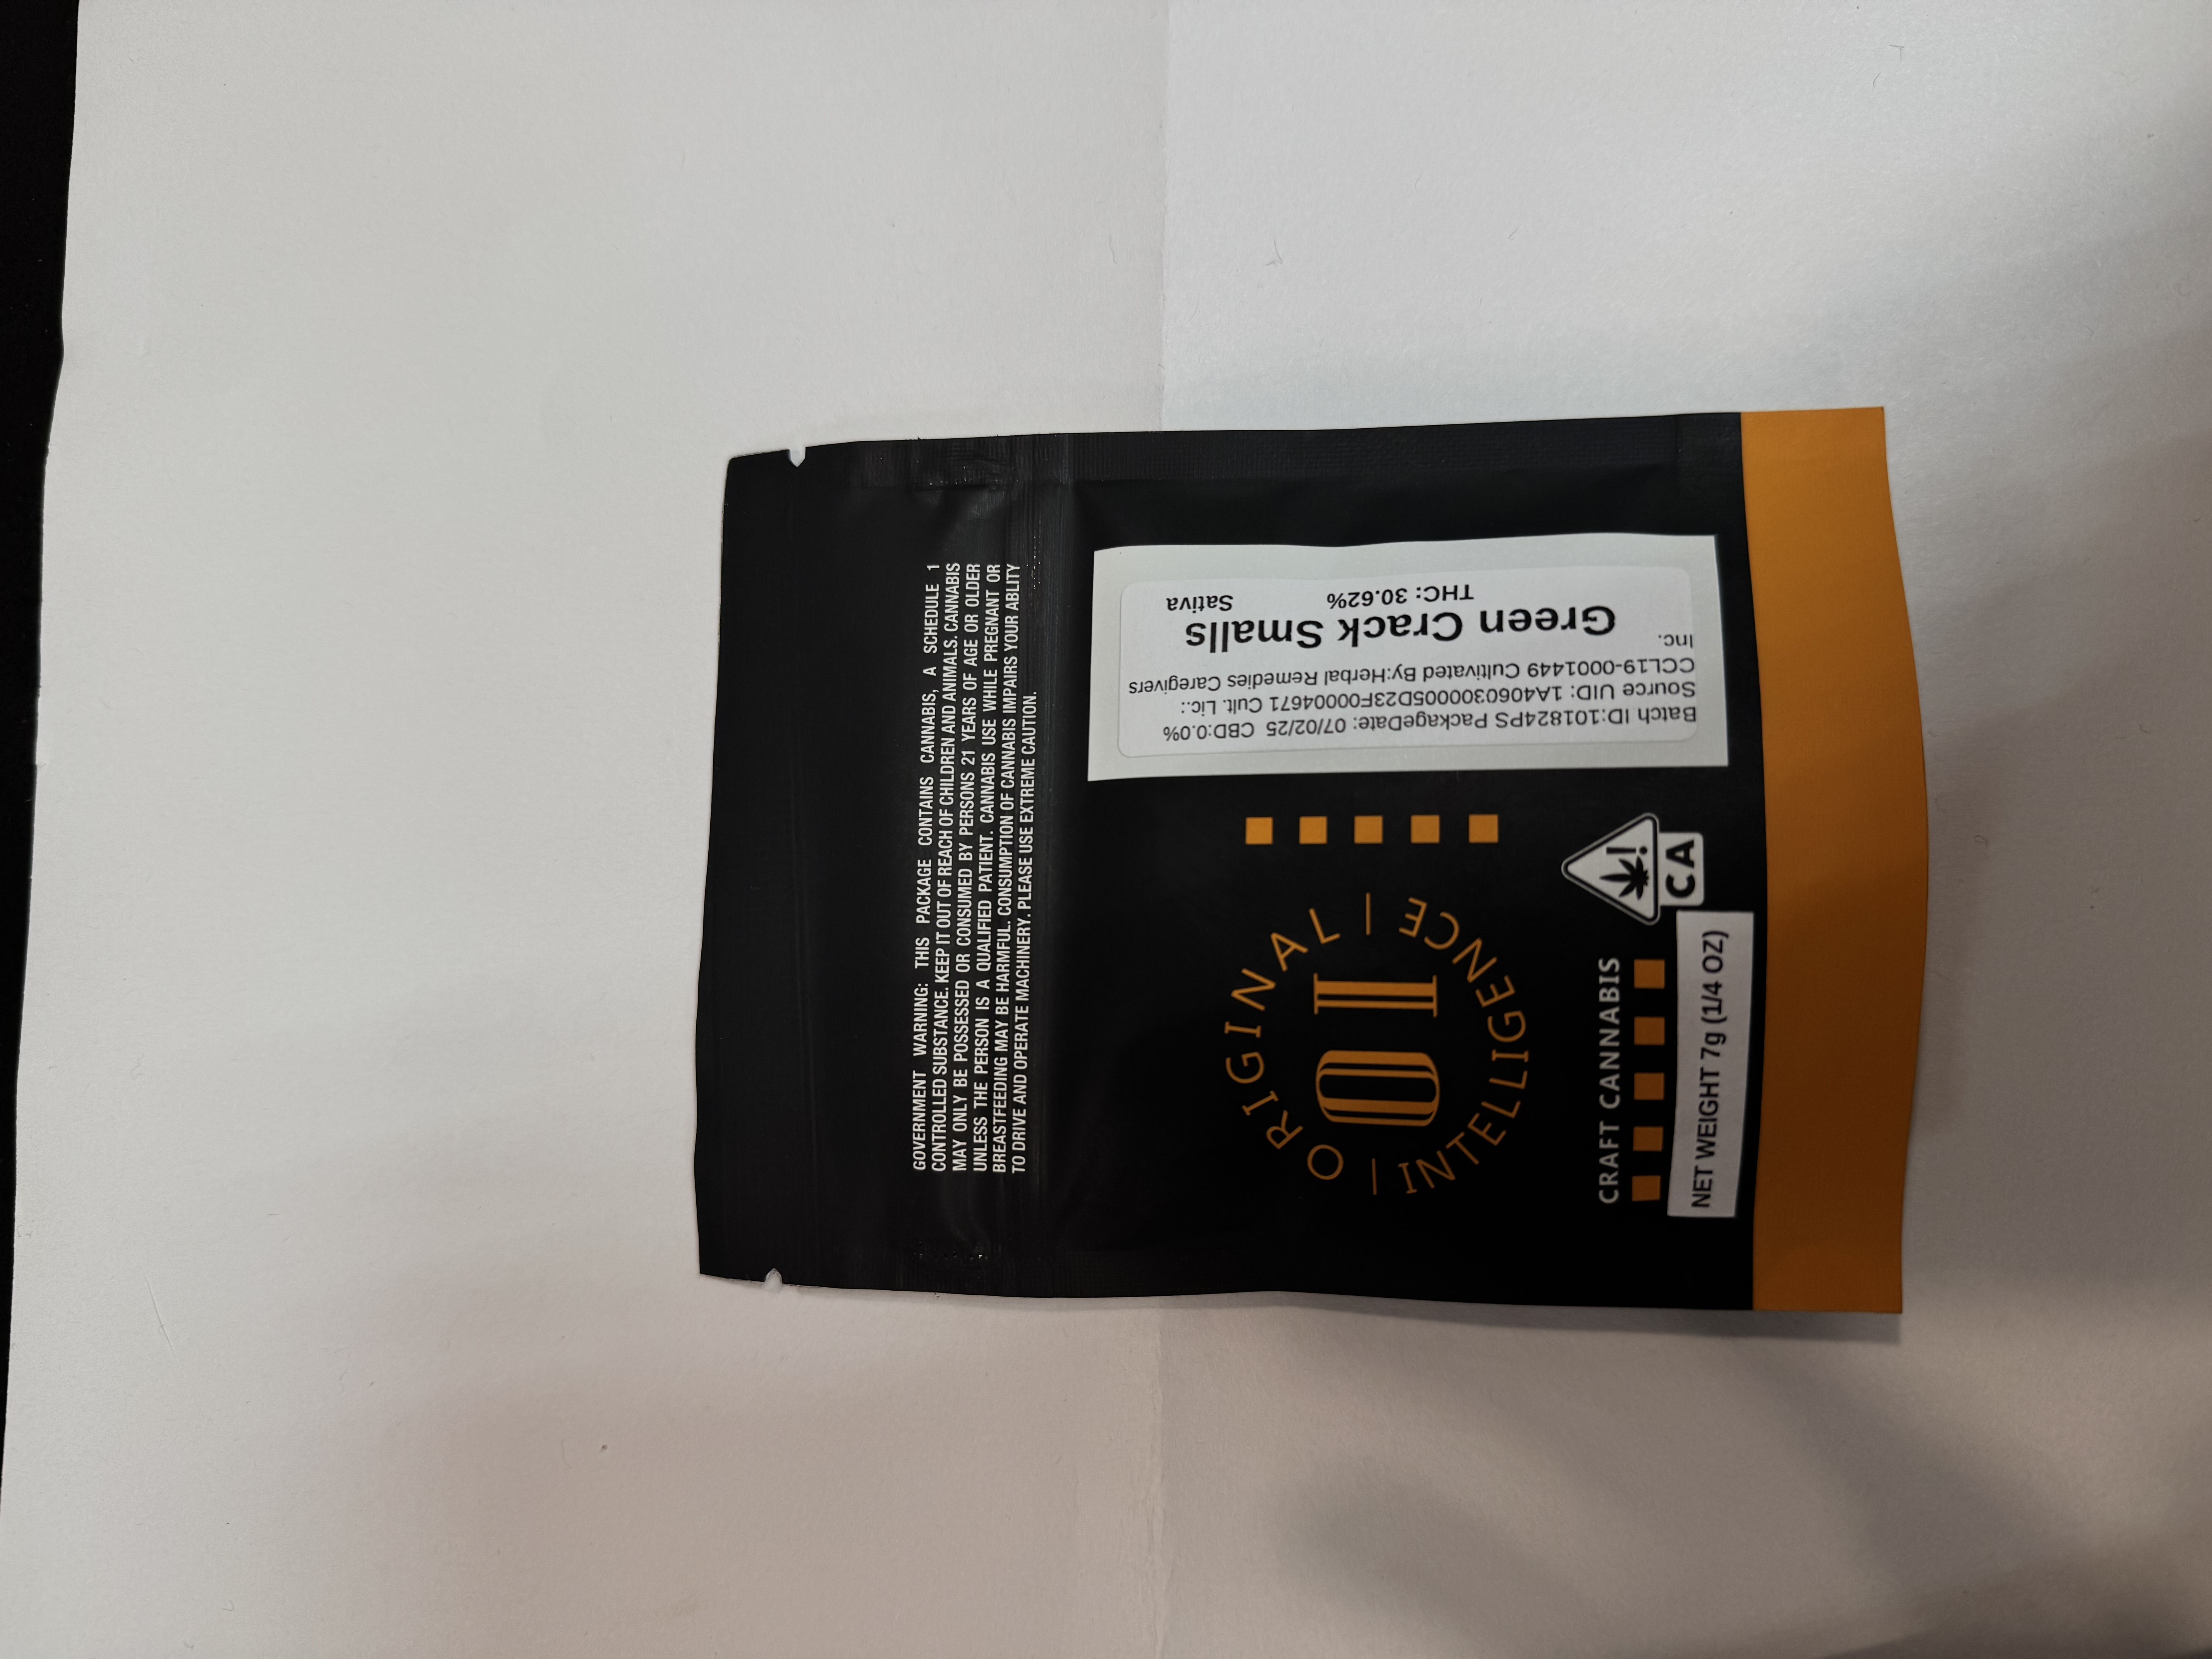 GOVERNMENT WARNING: THIS PACKAGE CONTAINS CANNABIS, A SCHEDULE 1
CONTROLLED SUBSTANCE. KEEP IT OUT OF REACH OF CHILDREN AND ANIMALS. CANNABIS
MAY ONLY BE POSSESSED OR CONSUMED BY PERSONS 21 YEARS OF AGE OR OLDER
UNLESS THE PERSON IS A QUALIFIED PATIENT. CANNABIS USE WHILE PREGNANT OR
BREASTFEEDING MAY BE HARMFUL. CONSUMPTION OF CANNABIS IMPAIRS YOUR ABLITY
TO DRIVE AND OPERATE MACHINERY. PLEASE USE EXTREME CAUTION.
ORIGINAL
OI
INTELLIGENCE
CRAFT CANNABIS
NET WEIGHT 7g (1/4 OZ)
CA
Batch ID:101824PS PackageDate: 07/02/25 CBD:0.0%
Source UID: 1A4060300005D23F00004671 Cult. Lic.:
CCL19-0001449 Cultivated By:Herbal Remedies Caregivers
Inc.
Green Crack Smalls
THC: 30.62% Sativa